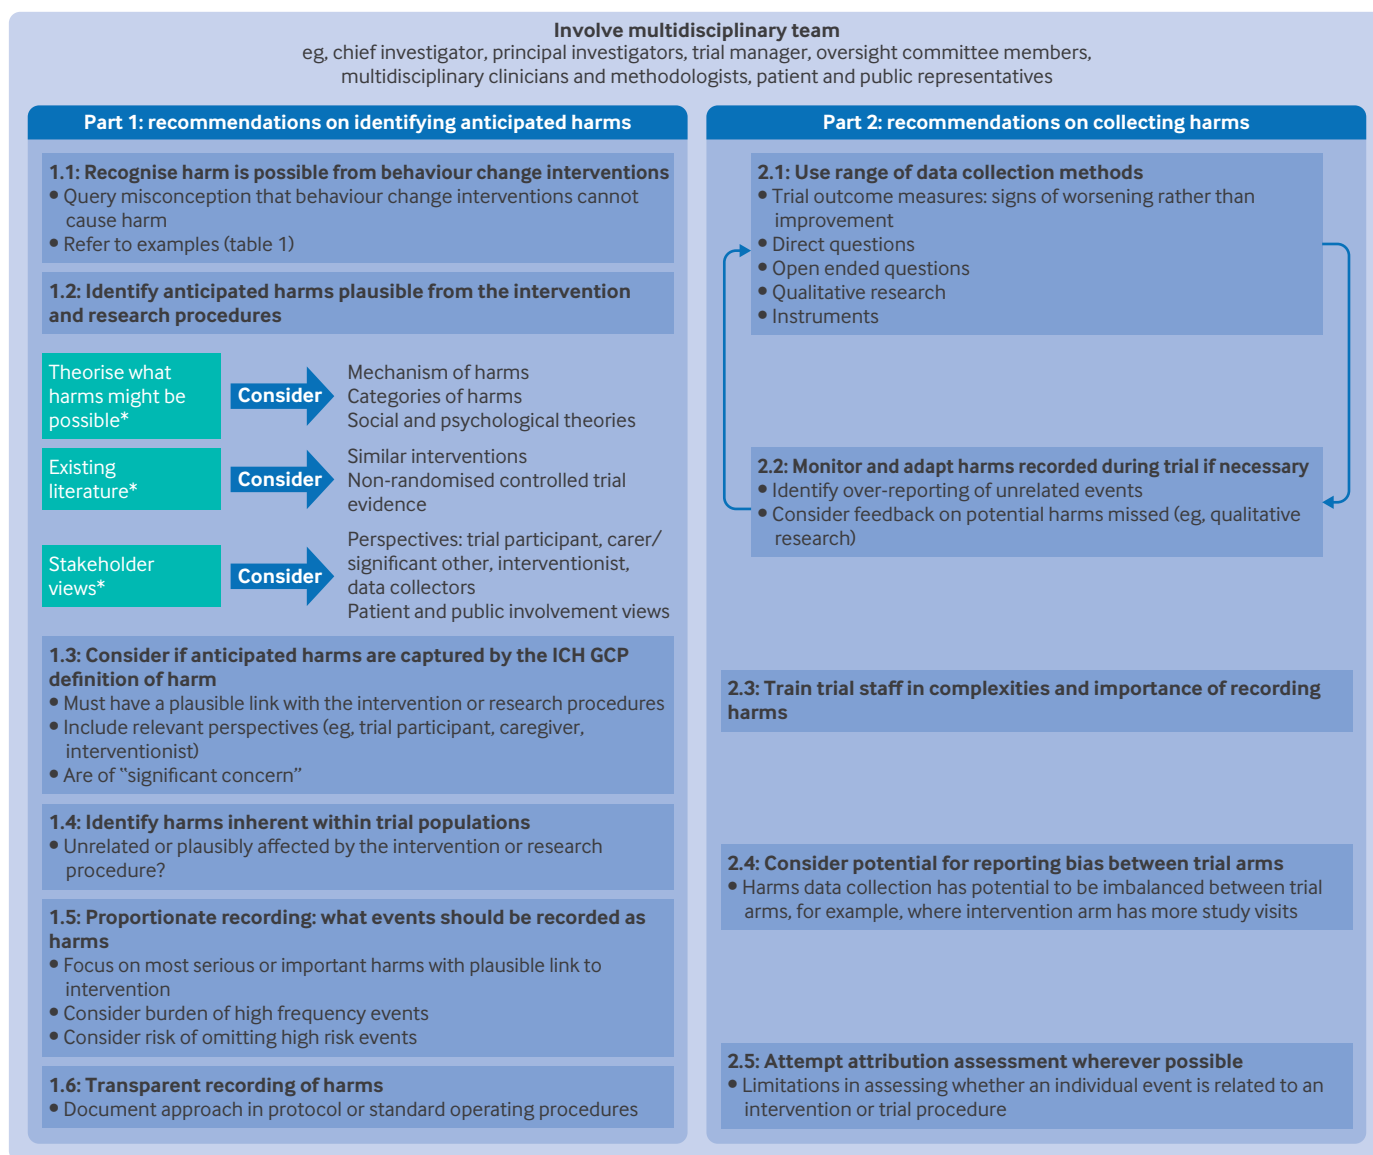 Involve multidisciplinary team
eg, chief investigator, principal investigators, trial manager, oversight committee members,
multidisciplinary clinicians and methodologists, patient and public representatives
Part 1: recommendations on identifying anticipated harms
1.1: Recognise harm is possible from behaviour change interventions
• Query misconception that behaviour change interventions cannot
cause harm
• Refer to examples (table 1)
1.2: Identify anticipated harms plausible from the intervention
and research procedures
Theorise what
harms might be
possible*
Consider
Mechanism of harms
Categories of harms
Social and psychological theories
Existing
literature*
Consider
Similar interventions
Non-randomised controlled trial
evidence
Stakeholder
views*
Consider
Perspectives: trial participant, carer/
significant other, interventionist,
data collectors
Patient and public involvement views
1.3: Consider if anticipated harms are captured by the ICH GCP
definition of harm
• Must have a plausible link with the intervention or research procedures
• Include relevant perspectives (eg, trial participant, caregiver,
interventionist)
• Are of “significant concern”
1.4: Identify harms inherent within trial populations
• Unrelated or plausibly affected by the intervention or research
procedure?
1.5: Proportionate recording: what events should be recorded as
harms
• Focus on most serious or important harms with plausible link to
intervention
• Consider burden of high frequency events
• Consider risk of omitting high risk events
1.6: Transparent recording of harms
• Document approach in protocol or standard operating procedures
Part 2: recommendations on collecting harms
2.1: Use range of data collection methods
• Trial outcome measures: signs of worsening rather than
improvement
• Direct questions
• Open ended questions
• Qualitative research
• Instruments
2.2: Monitor and adapt harms recorded during trial if necessary
• Identify over-reporting of unrelated events
• Consider feedback on potential harms missed (eg, qualitative
research)
2.3: Train trial staff in complexities and importance of recording
harms
2.4: Consider potential for reporting bias between trial arms
• Harms data collection has potential to be imbalanced between trial
arms, for example, where intervention arm has more study visits
2.5: Attempt attribution assessment wherever possible
• Limitations in assessing whether an individual event is related to an
intervention or trial procedure